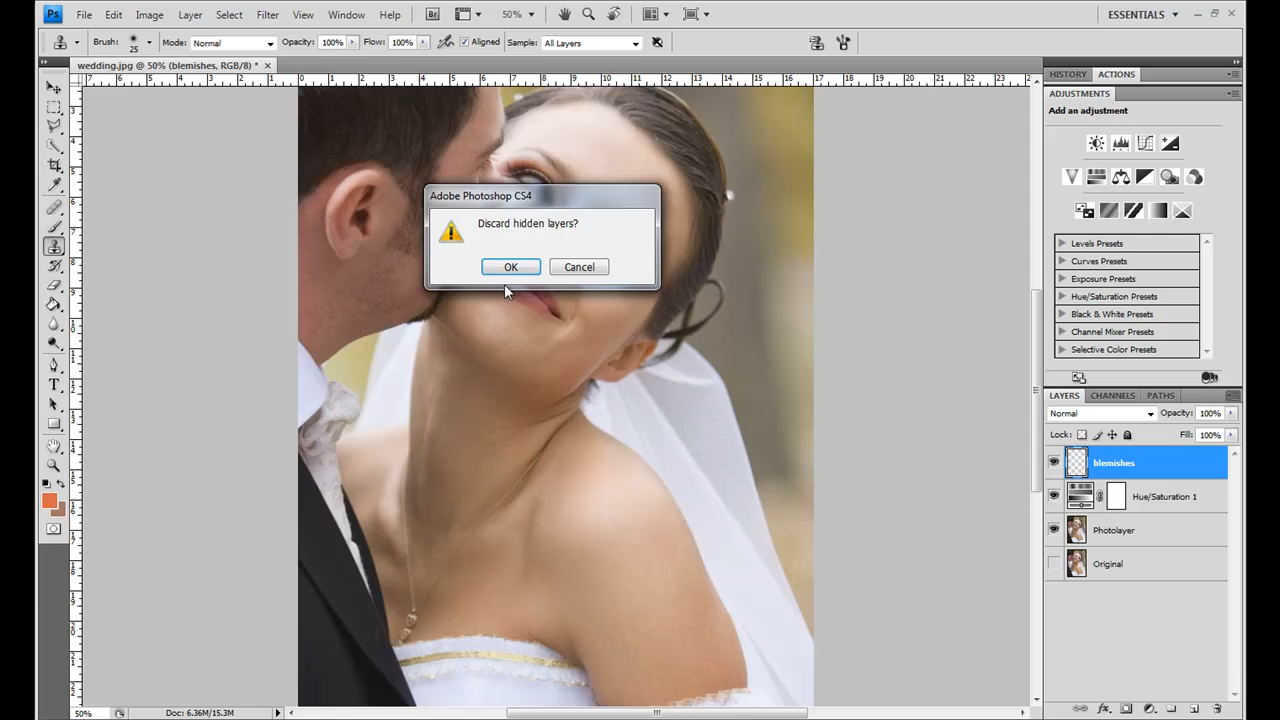 Ps File Edit Image Layer Select Filter View Window Help Br 50% ESSENTIALS
Brush: 25 Mode: Normal Opacity: 100% Flow: 100% Aligned Sample: All Layers
wedding.jpg @ 50% (blemishes, RGB/8) *
HISTORY ACTIONS
ADJUSTMENTS
Add an adjustment
Adobe Photoshop CS4
Discard hidden layers?
OK Cancel
Levels Presets
Curves Presets
Exposure Presets
Hue/Saturation Presets
Black & White Presets
Channel Mixer Presets
Selective Color Presets
LAYERS CHANNELS PATHS
Normal Opacity: 100%
Lock: Fill: 100%
blemishes
Hue/Saturation 1
Photolayer
Original
50% Doc: 6.36M/15.3M